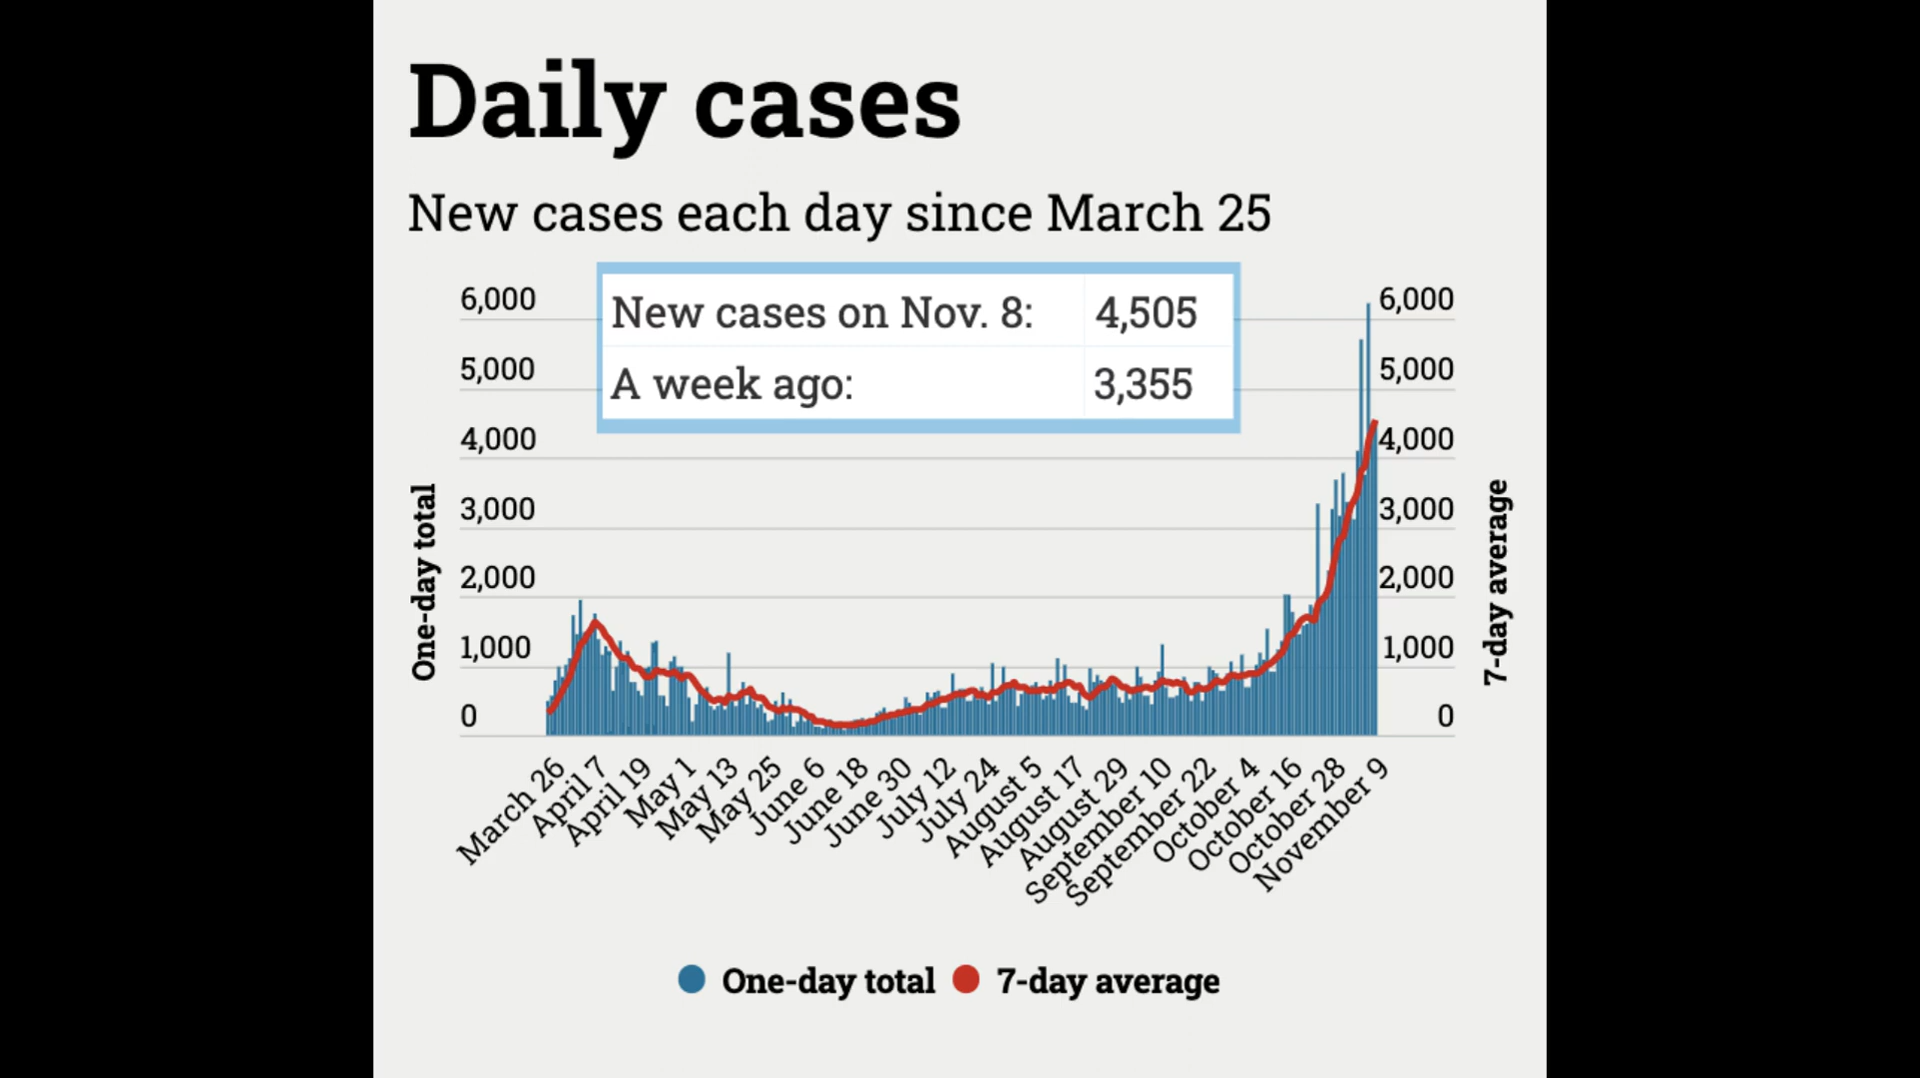 Daily cases
New cases each day since March 25
New cases on Nov. 8: 4,505
A week ago: 3,355
6,000 6,000
5,000 5,000
4,000 4,000
3,000 3,000
2,000 2,000
1,000 1,000
0 0
One-day total
7-day average
March 26
April 7
April 19
May 1
May 13
May 25
June 6
June 18
June 30
July 12
July 24
August 5
August 17
August 29
September 10
September 22
October 4
October 16
October 28
November 9
One-day total 7-day average